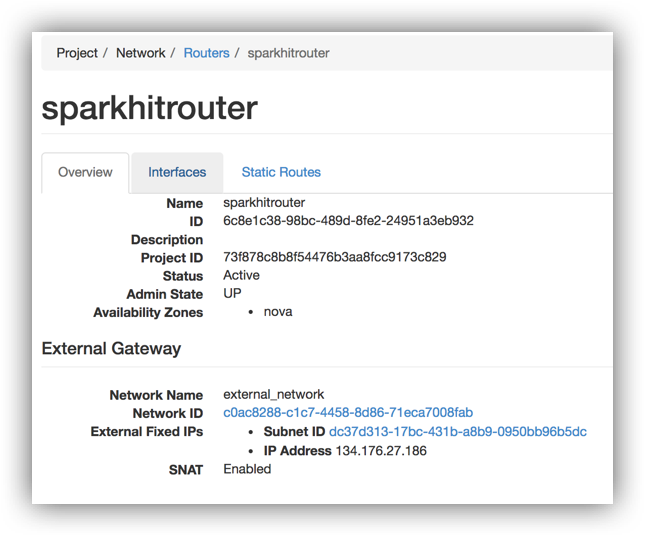 Project / Network / Routers / sparkhitrouter
sparkhitrouter
Overview Interfaces Static Routes
Name sparkhitrouter
ID 6c8e1c38-98bc-489d-8fe2-24951a3eb932
Description
Project ID 73f878c8b8f54476b3aa8fcc9173c829
Status Active
Admin State UP
Availability Zones • nova
External Gateway
Network Name external_network
Network ID c0ac8288-c1c7-4458-8d86-71eca7008fab
External Fixed IPs • Subnet ID dc37d313-17bc-431b-a8b9-0950bb96b5dc
• IP Address 134.176.27.186
SNAT Enabled